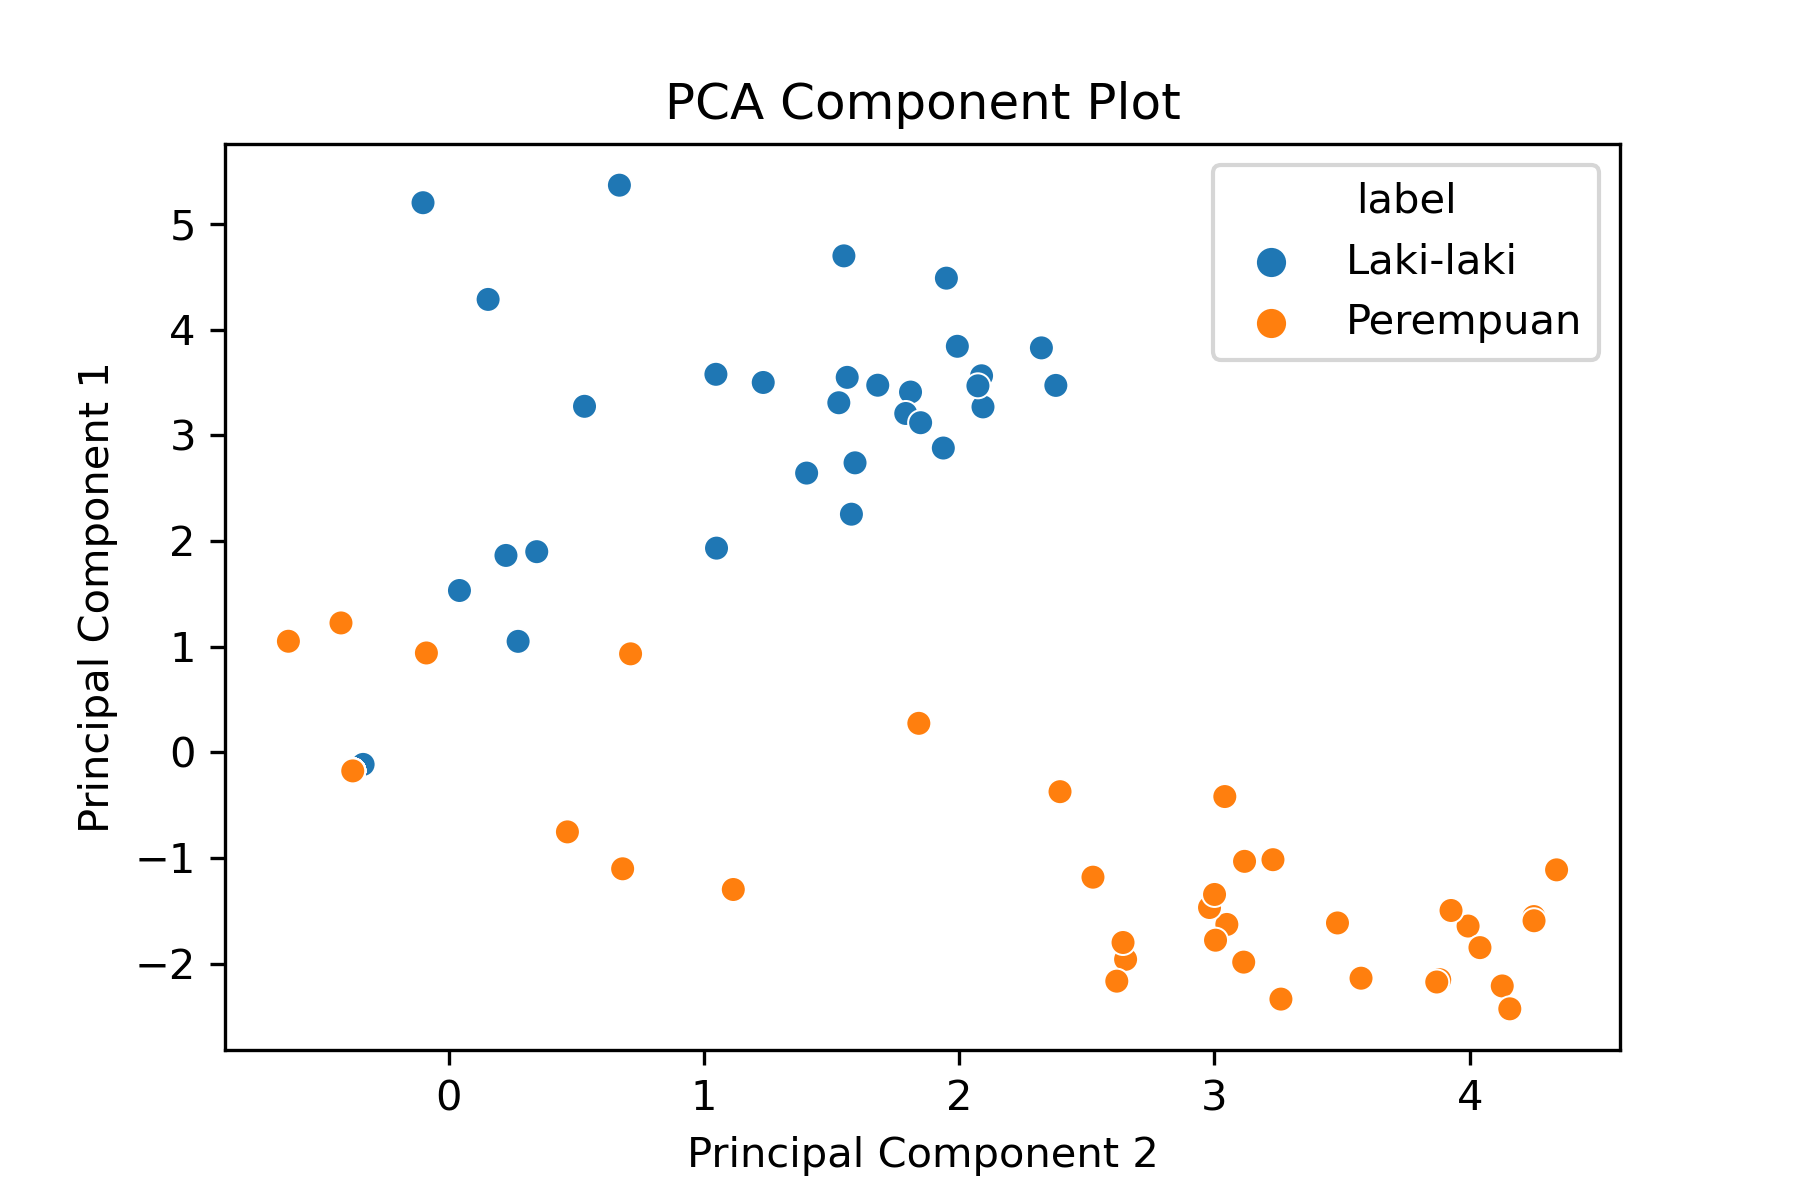 PCA Component Plot
label
Laki-laki
Perempuan
Principal Component 1
5
4
3
2
1
0
−1
−2
0 1 2 3 4
Principal Component 2